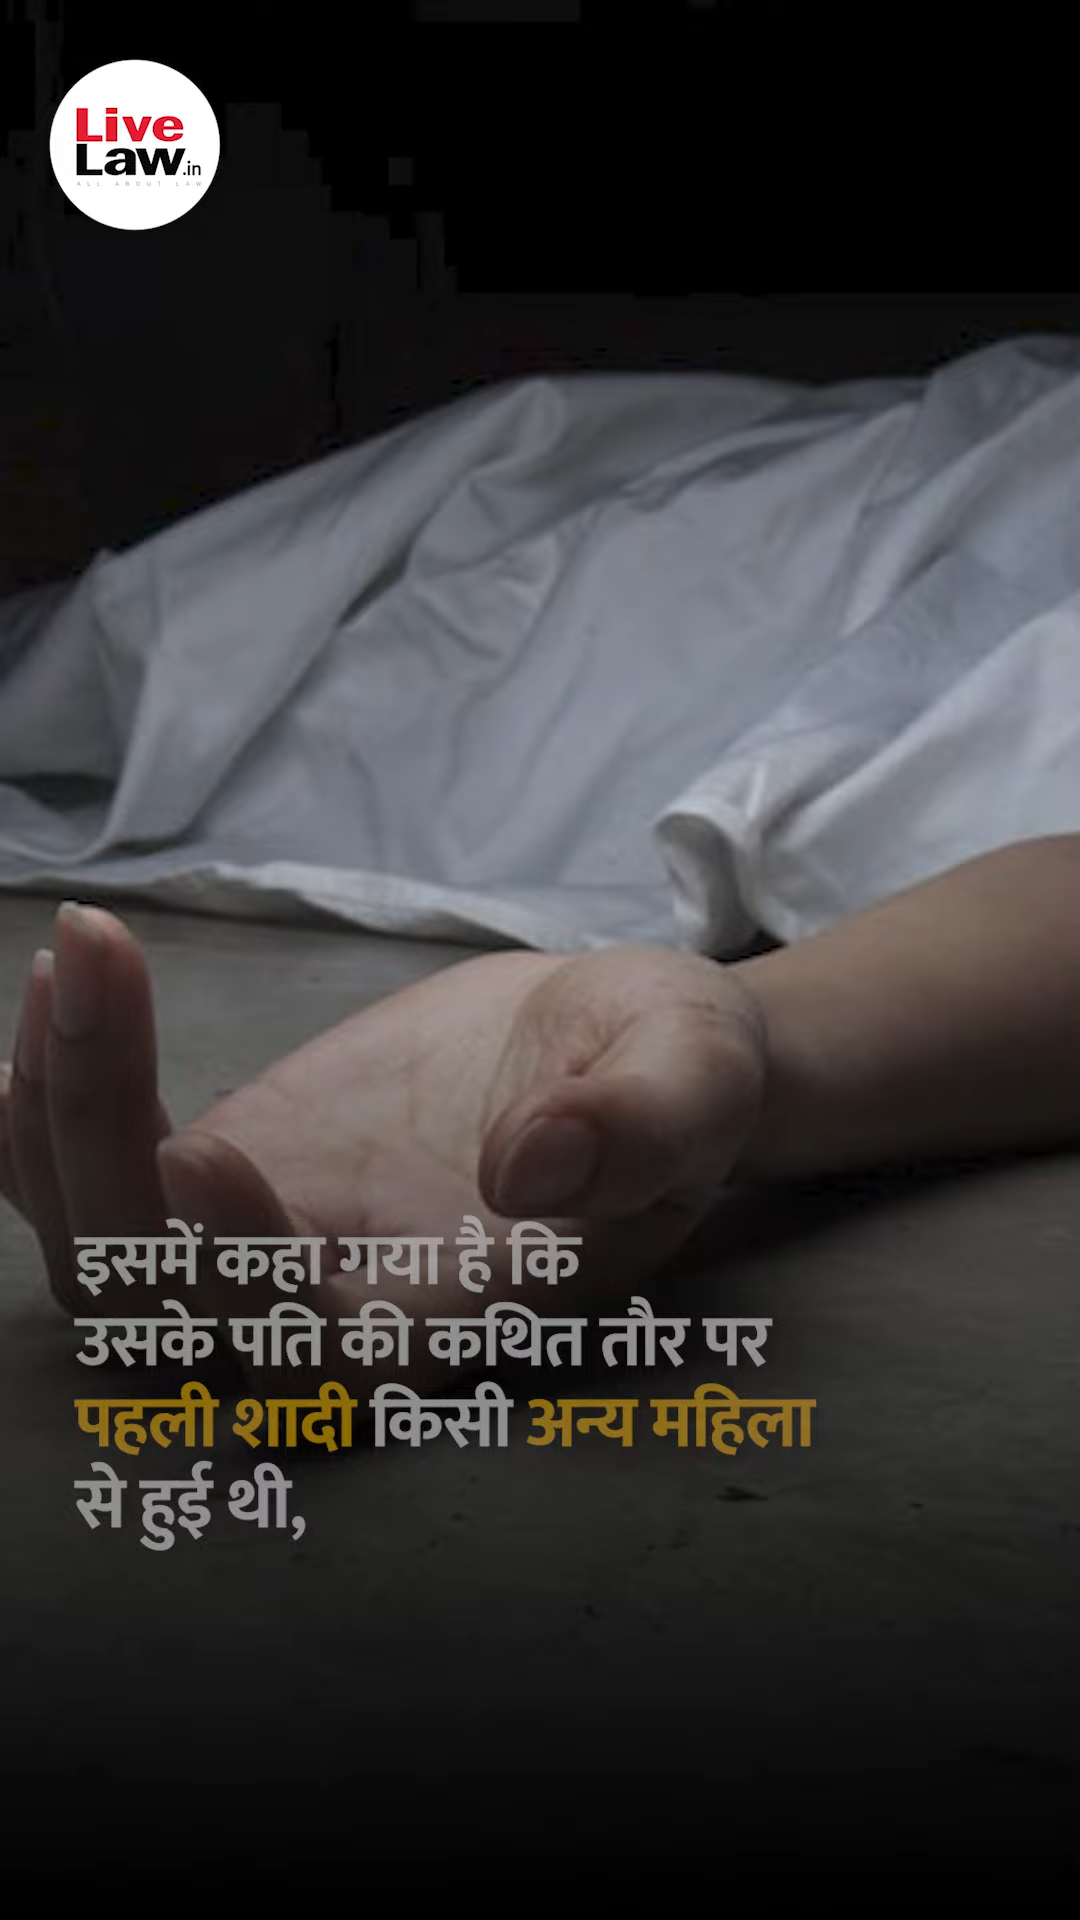 Live
Law.in
ALL ABOUT LAW
इसमें कहा गया है कि
उसके पति की कथित तौर पर
पहली शादी किसी अन्य महिला
से हुई थी,